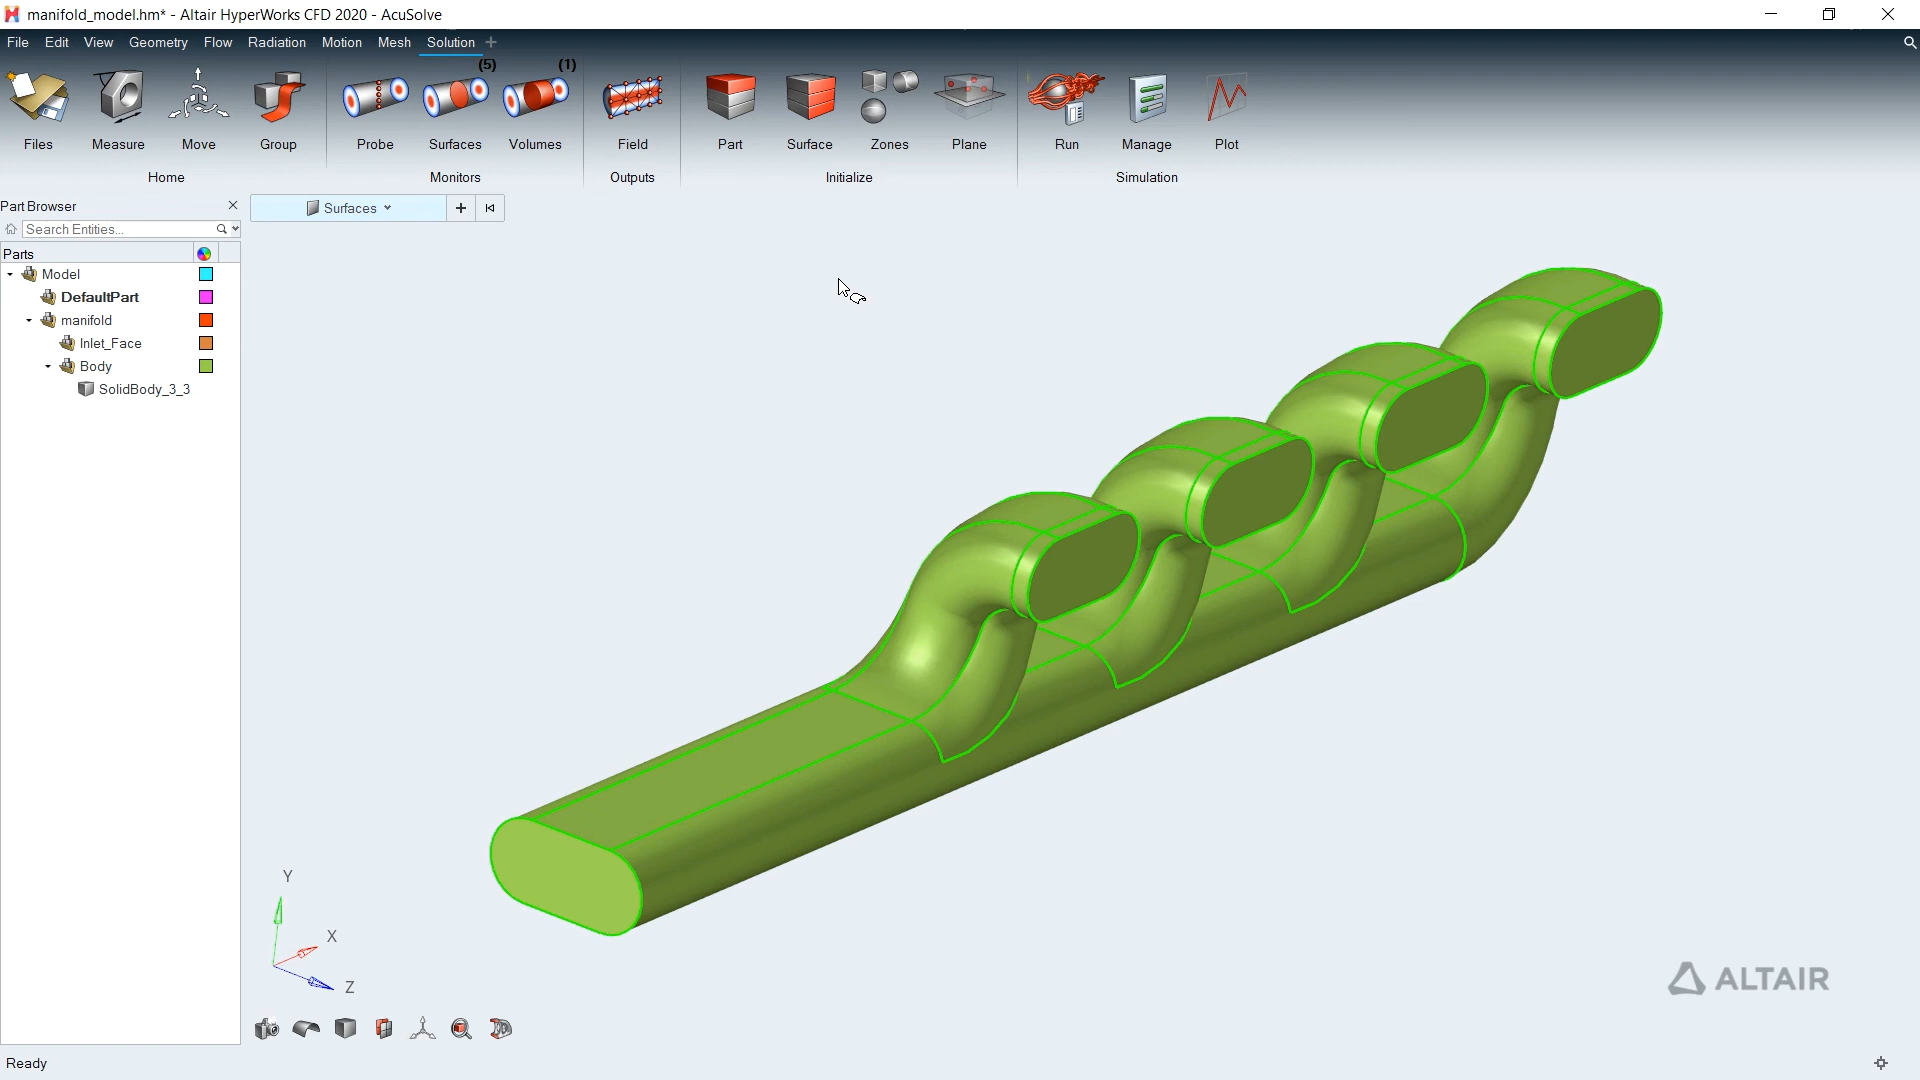 manifold_model.hm* - Altair HyperWorks CFD 2020 - AcuSolve
File Edit View Geometry Flow Radiation Motion Mesh Solution
(5) (1)
Files Measure Move Group Probe Surfaces Volumes Field Part Surface Zones Plane Run Manage Plot
Home Monitors Outputs Initialize Simulation
Part Browser
Surfaces
Search Entities...
Parts
Model
DefaultPart
manifold
Inlet_Face
Body
SolidBody_3_3
Y
X
Z
ALTAIR
Ready